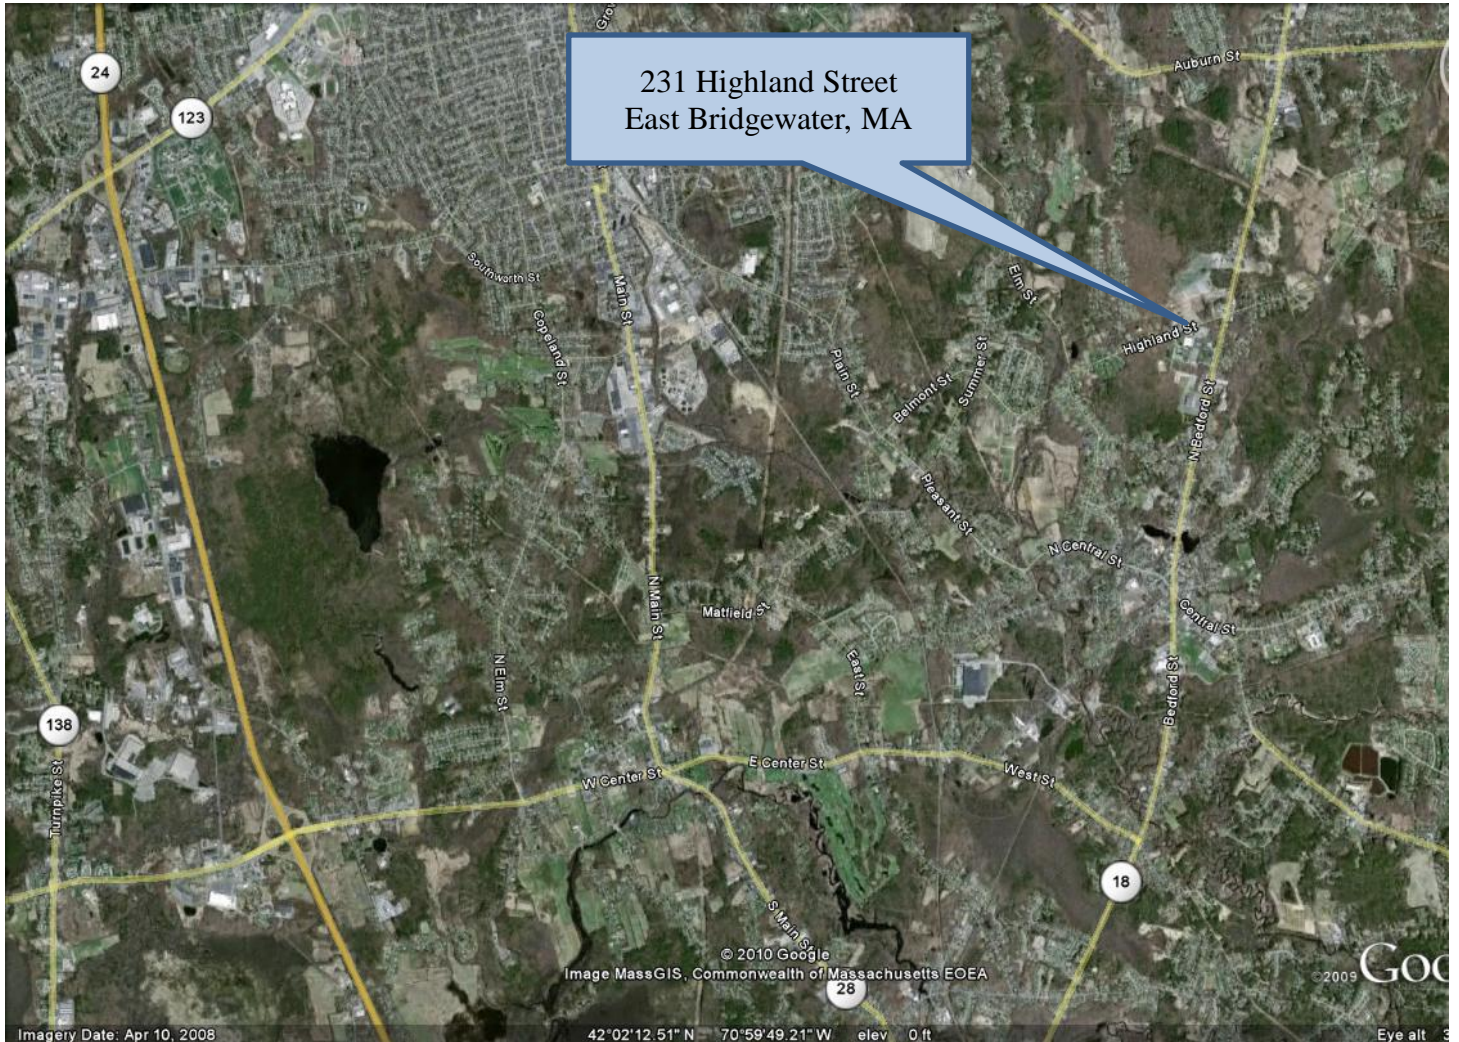 Grov
24
Auburn St
231 Highland Street
East Bridgewater, MA
123
Southworth St
Main St
Elm St
Highland St
Copeland St
Plain St
Summer St
Belmont St
N Bedford St
Pleasant St
N Central St
N Main St
Matfield St
Central St
East St
N Elm St
Bedford St
138
Turnpike St
W Center St
E Center St
West St
18
S Main St
© 2010 Google
Image MassGIS, Commonwealth of Massachusetts EOEA
28
©2009 Goo
Imagery Date: Apr 10, 2008
42°02'12.51" N 70°59'49.21" W elev 0 ft
Eye alt 3